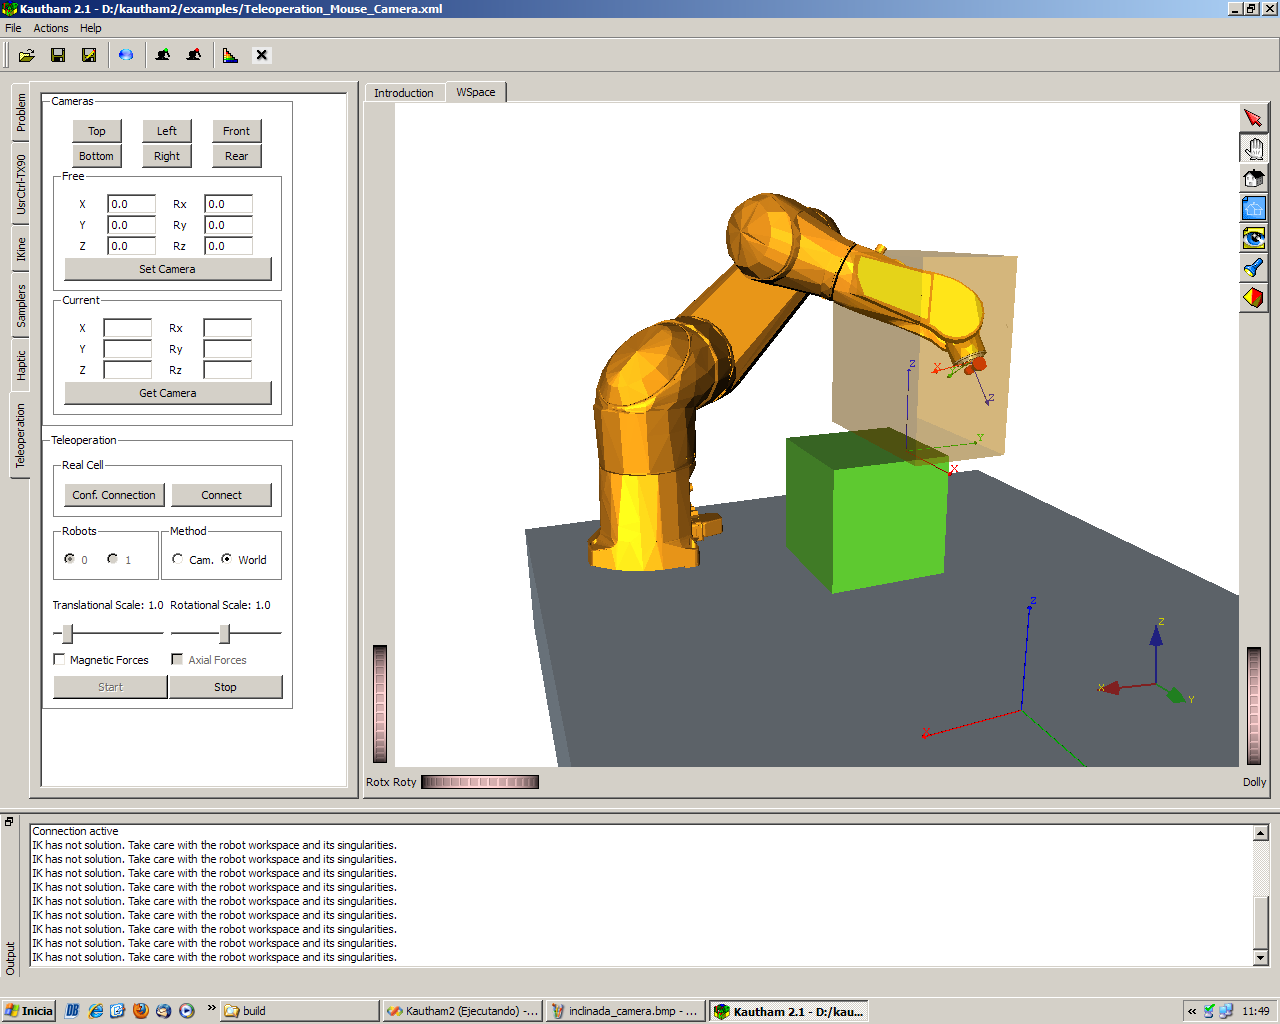 Kautham 2.1 - D:/kautham2/examples/Teleoperation_Mouse_Camera.xml
File Actions Help
Problem
UsrCtrl-TX90
IKine
Samplers
Haptic
Teleoperation
Cameras
Top Left Front
Bottom Right Rear
Free
X 0.0 Rx 0.0
Y 0.0 Ry 0.0
Z 0.0 Rz 0.0
Set Camera
Current
X Rx
Y Ry
Z Rz
Get Camera
Teleoperation
Real Cell
Conf. Connection Connect
Robots Method
0 1 Cam. World
Translational Scale: 1.0 Rotational Scale: 1.0
Magnetic Forces Axial Forces
Start Stop
Introduction WSpace
Z
X
Z
Y
X
Z
X
Z
X
Y
Rotx Roty Dolly
Output
Connection active
IK has not solution. Take care with the robot workspace and its singularities.
IK has not solution. Take care with the robot workspace and its singularities.
IK has not solution. Take care with the robot workspace and its singularities.
IK has not solution. Take care with the robot workspace and its singularities.
IK has not solution. Take care with the robot workspace and its singularities.
IK has not solution. Take care with the robot workspace and its singularities.
IK has not solution. Take care with the robot workspace and its singularities.
IK has not solution. Take care with the robot workspace and its singularities.
IK has not solution. Take care with the robot workspace and its singularities.
Inicia DB » build Kautham2 (Ejecutando) -... inclinada_camera.bmp - ... Kautham 2.1 - D:/kau... « 11:49